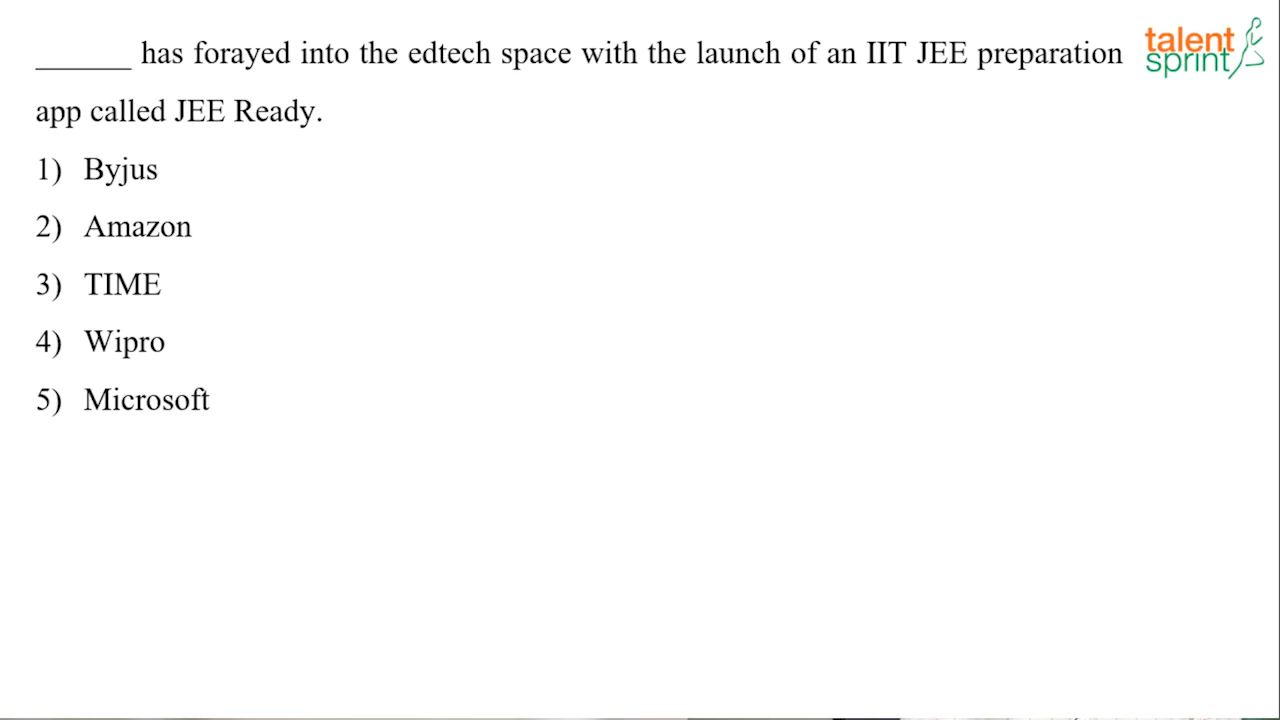 ______ has forayed into the edtech space with the launch of an IIT JEE preparation
app called JEE Ready.
1) Byjus
2) Amazon
3) TIME
4) Wipro
5) Microsoft
talent
sprint